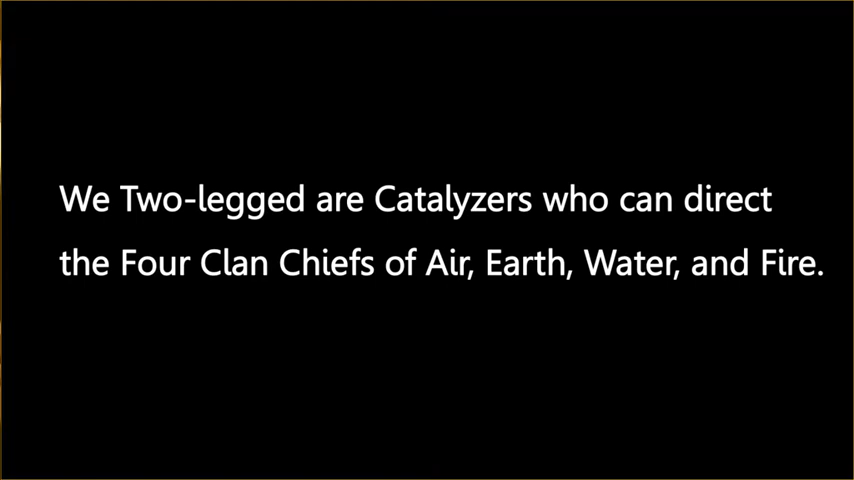 We Two-legged are Catalyzers who can direct
the Four Clan Chiefs of Air, Earth, Water, and Fire.